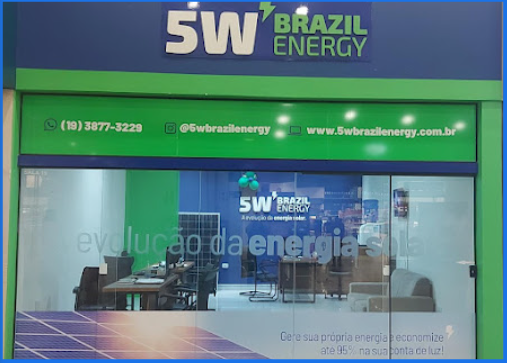 5W BRAZIL
ENERGY
(19) 3877-3229 @5wbrazilenergy www.5wbrazilenergy.com.br
5W BRAZIL
ENERGY
A evolução da energia solar.
evolução da energia sola
Gere sua própria energia e economize
até 95% na sua conta de luz!